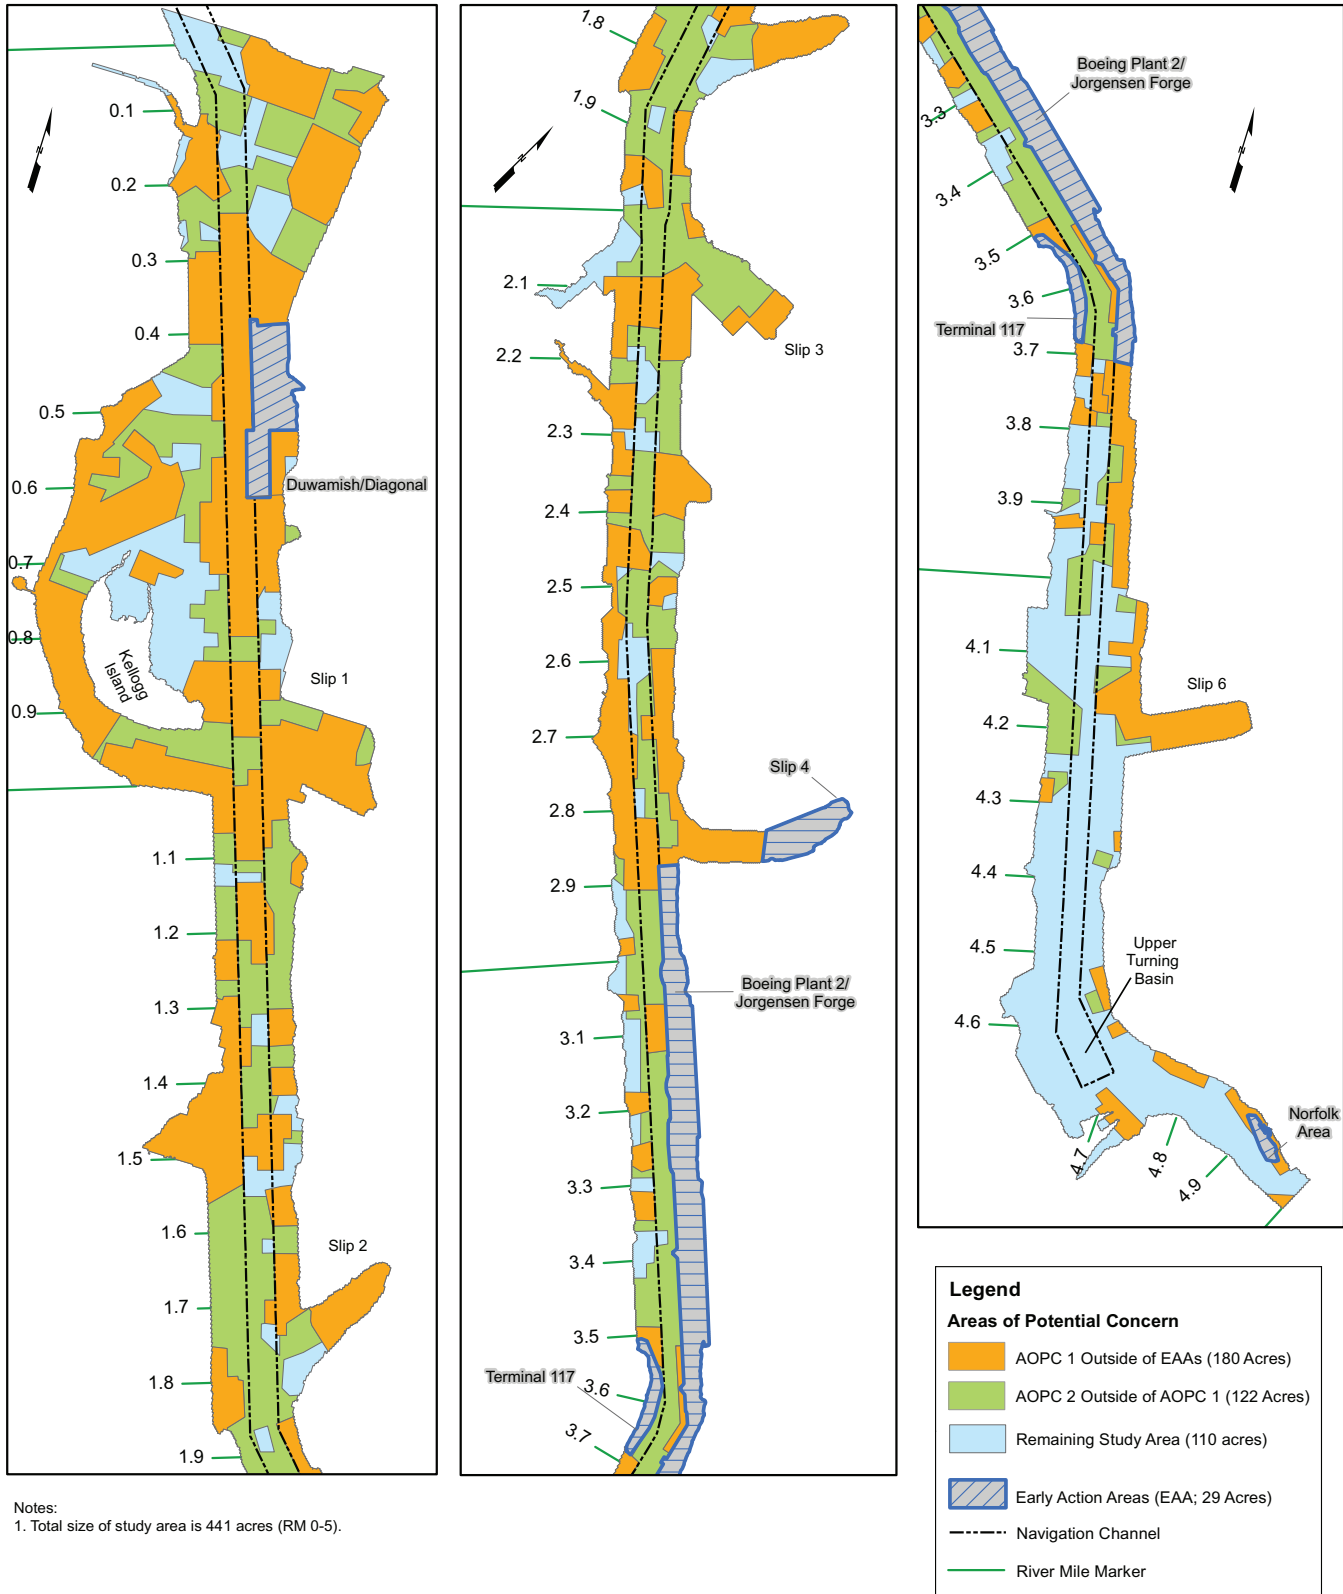 0.1
0.2
0.3
0.4
0.5
0.6
0.7
0.8
0.9
Duwamish/Diagonal
Kellogg
Island
Slip 1
1.1
1.2
1.3
1.4
1.5
1.6
1.7
1.8
1.9
Slip 2
N
1.8
1.9
N
2.1
2.2
2.3
2.4
2.5
2.6
2.7
2.8
2.9
Slip 3
Slip 4
Boeing Plant 2/
Jorgensen Forge
3.1
3.2
3.3
3.4
3.5
3.6
3.7
Terminal 117
Boeing Plant 2/
Jorgensen Forge
N
3.3
3.4
3.5
3.6
Terminal 117
3.7
3.8
3.9
4.1
4.2
4.3
4.4
4.5
4.6
4.7
4.8
4.9
Slip 6
Upper
Turning
Basin
Norfolk
Area
Legend
Areas of Potential Concern
AOPC 1 Outside of EAAs (180 Acres)
AOPC 2 Outside of AOPC 1 (122 Acres)
Remaining Study Area (110 acres)
Early Action Areas (EAA; 29 Acres)
Navigation Channel
River Mile Marker
Notes:
1. Total size of study area is 441 acres (RM 0-5).